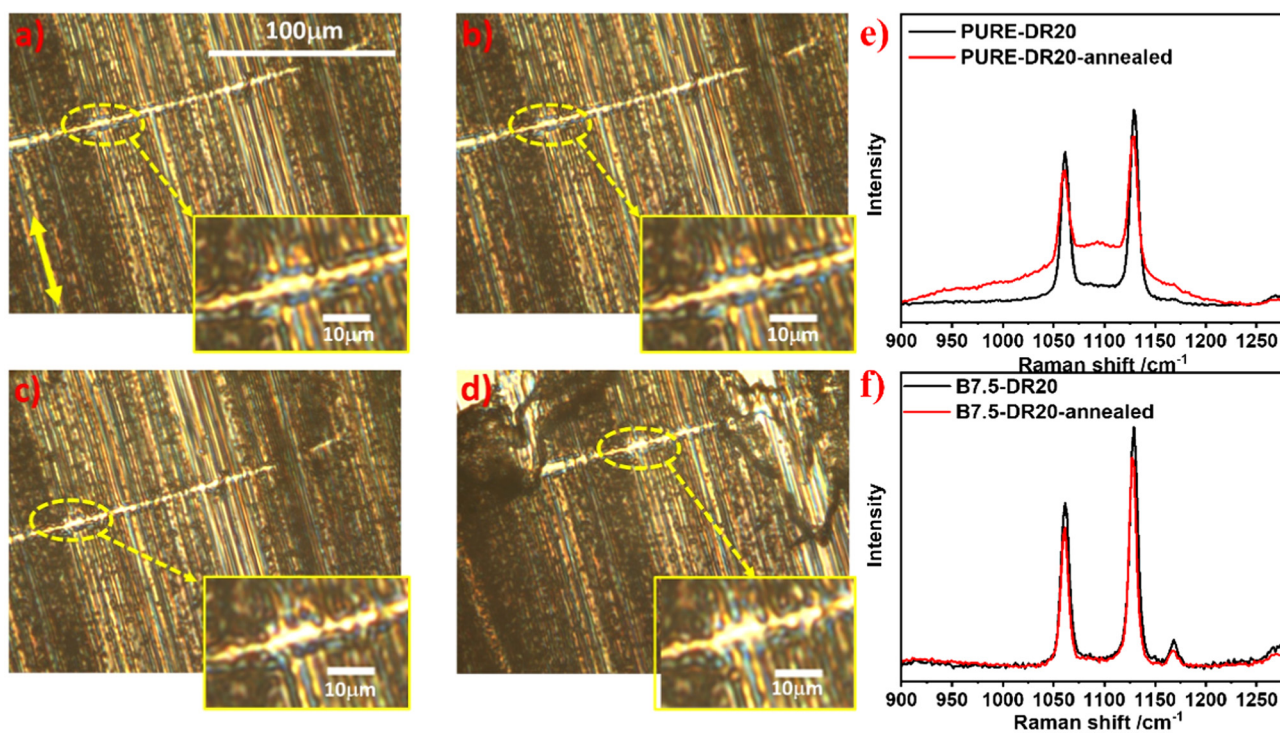 a)
100μm
10μm
b)
10μm
e)
PURE-DR20
PURE-DR20-annealed
Intensity
900 950 1000 1050 1100 1150 1200 1250
Raman shift /cm-1
c)
10μm
d)
10μm
f)
B7.5-DR20
B7.5-DR20-annealed
Intensity
900 950 1000 1050 1100 1150 1200 1250
Raman shift /cm-1